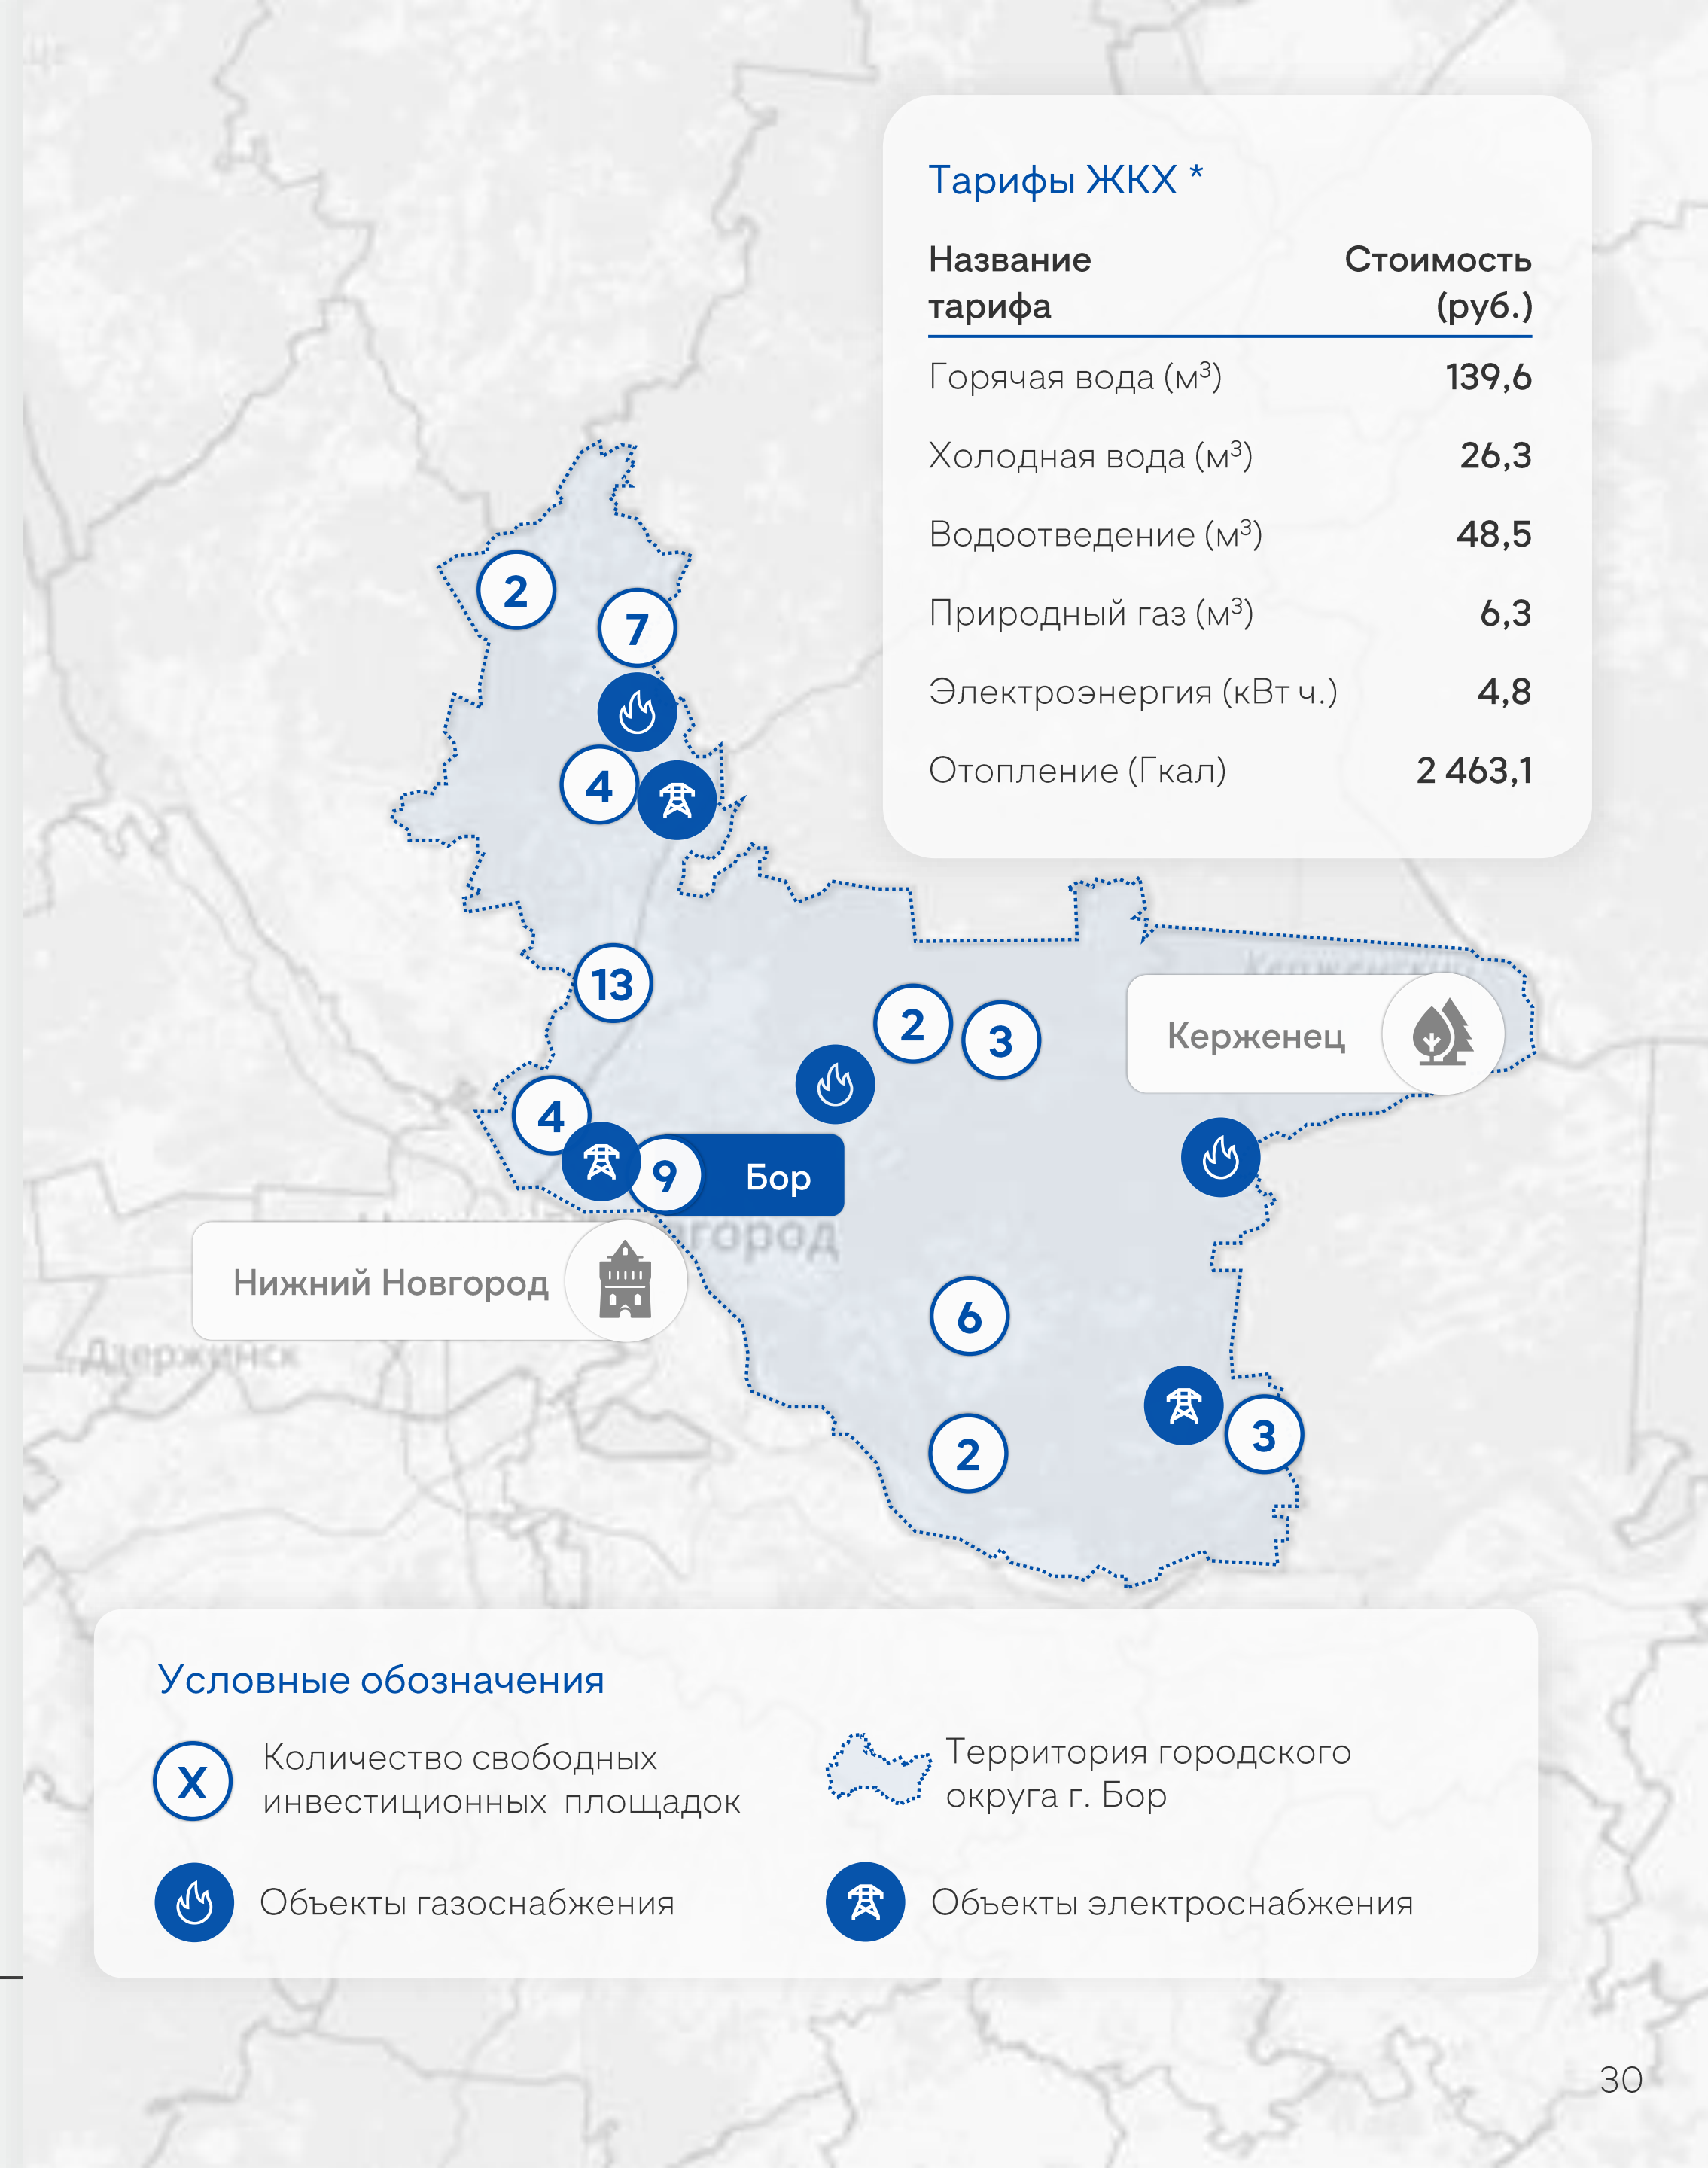 Тарифы ЖКХ *
Название Стоимость
тарифа (руб.)
Горячая вода (м³) 139,6
Холодная вода (м³) 26,3
Водоотведение (м³) 48,5
Природный газ (м³) 6,3
Электроэнергия (кВт ч.) 4,8
Отопление (Гкал) 2 463,1
2
7
4
13
2
3
Керженец
4
9 Бор
город
Нижний Новгород
Дзержинск
6
2
3
Условные обозначения
X
Количество свободных
инвестиционных площадок
Территория городского
округа г. Бор
Объекты газоснабжения
Объекты электроснабжения
30